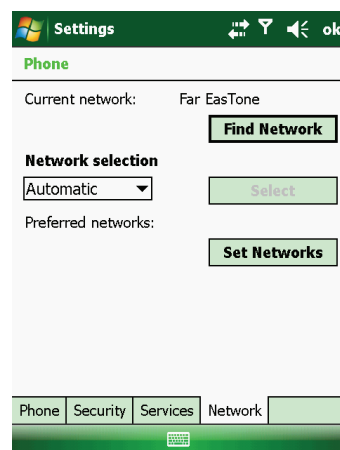 Settings ok
Phone
Current network: Far EasTone
Find Network
Network selection
Automatic Select
Preferred networks:
Set Networks
Phone Security Services Network